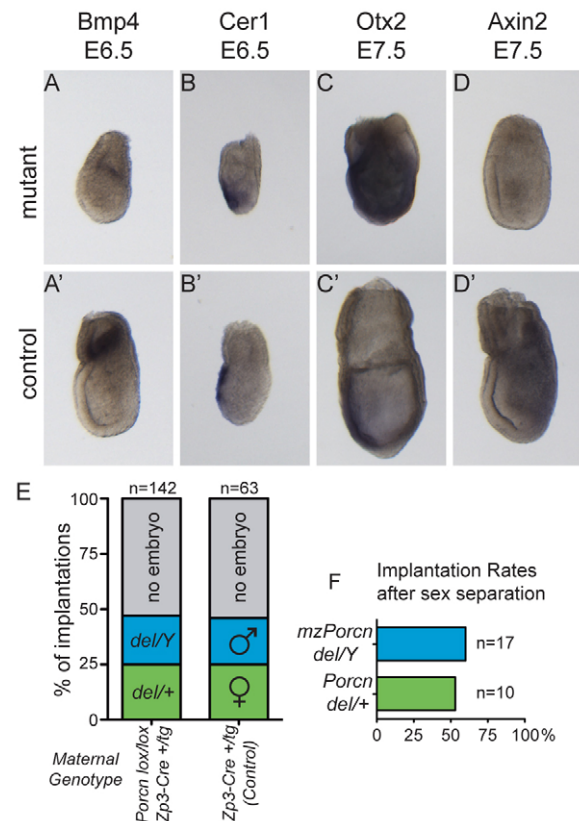 Bmp4 Cer1 Otx2 Axin2
E6.5 E6.5 E7.5 E7.5
mutant
A B C D
control
A' B' C' D'
E
n=142 n=63
% of implantations
100
75
50
25
0
no embryo no embryo
del/Y ♂
del/+ ♀
Maternal Genotype
Porcn lox/lox
Zp3-Cre +/tg
Zp3-Cre +/tg
(Control)
F
Implantation Rates
after sex separation
mzPorcn
del/Y
n=17
Porcn
del/+
n=10
0 25 50 75 100 %